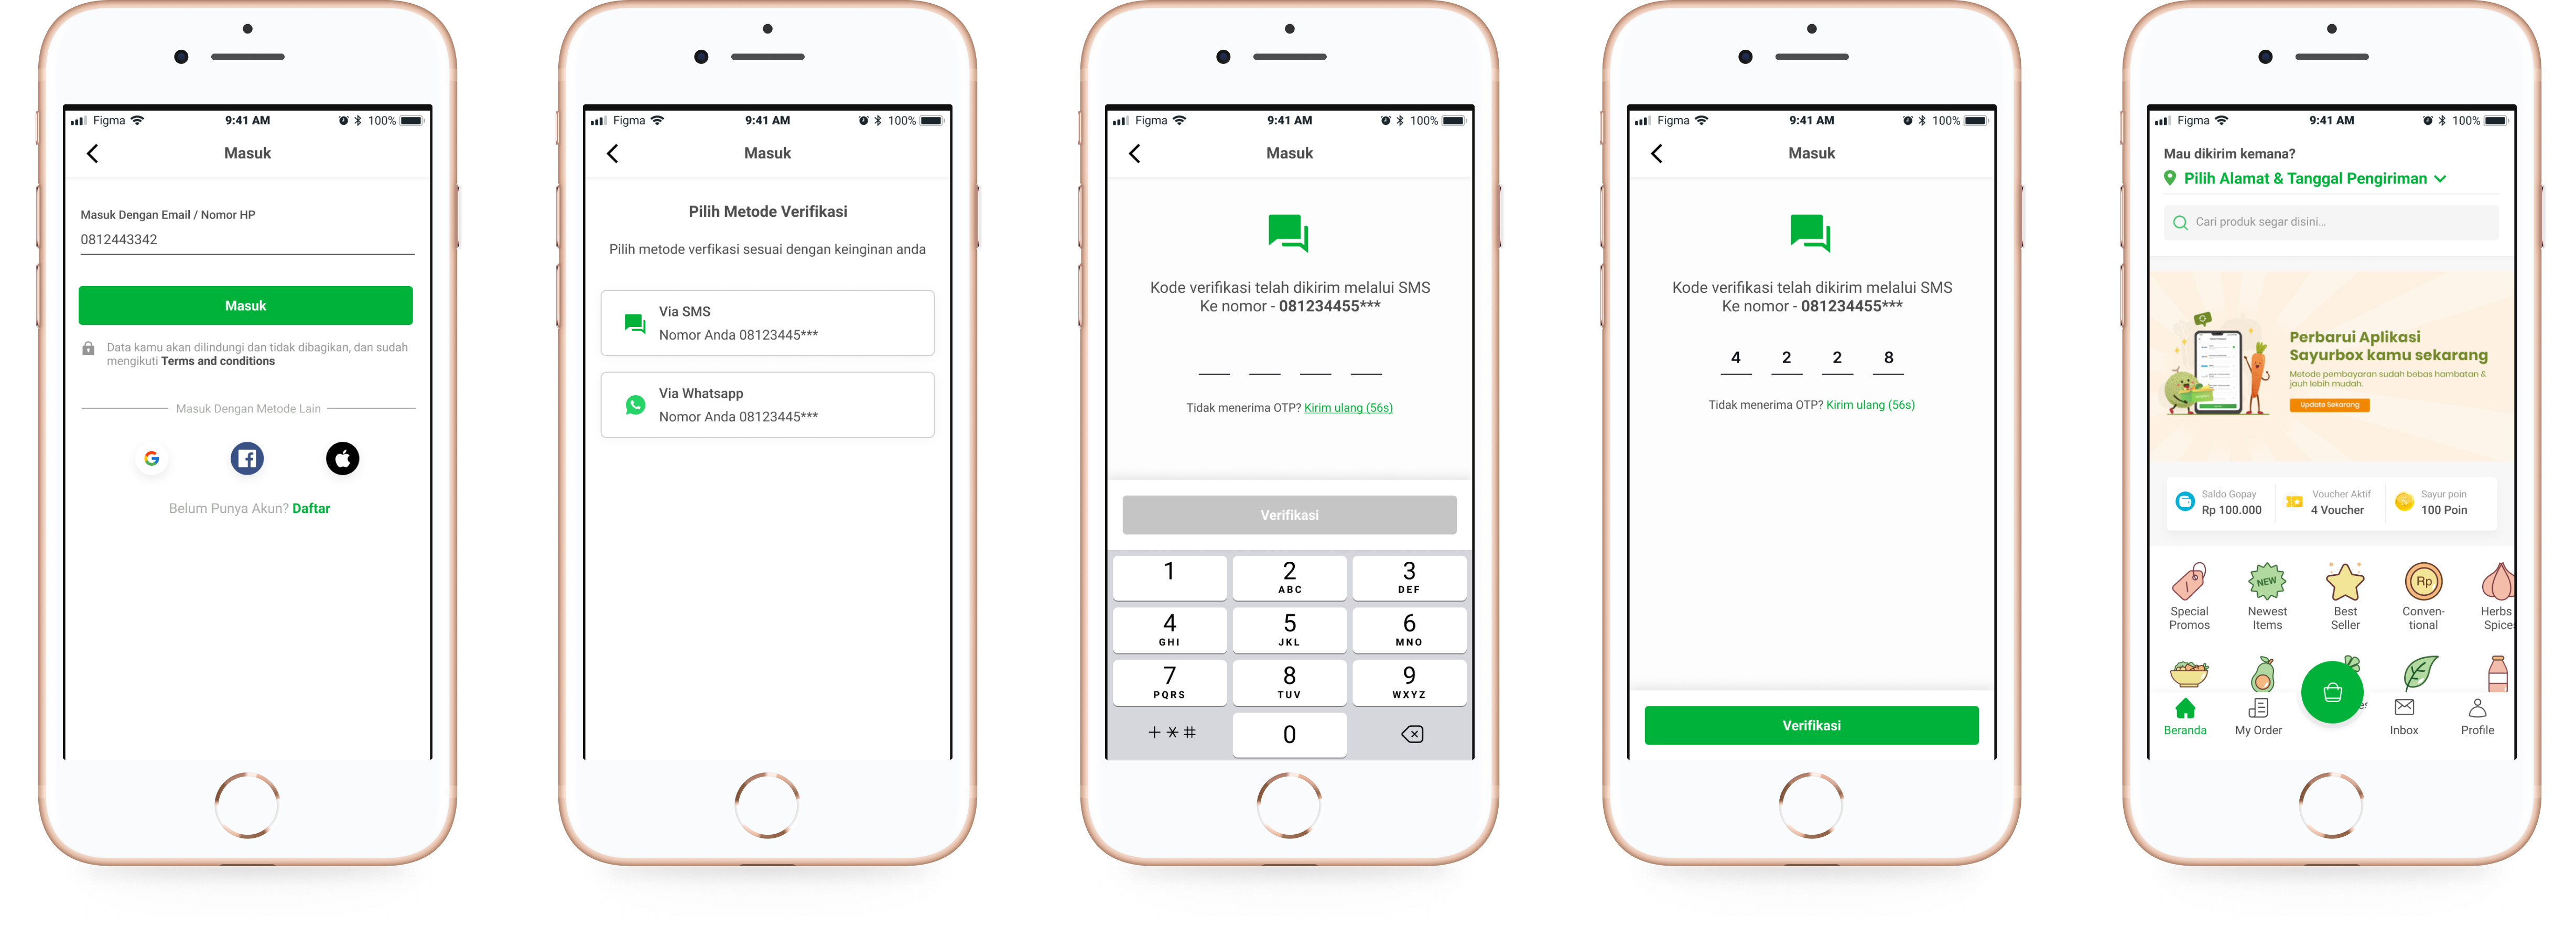 Figma
9:41 AM
100%
Masuk
Masuk Dengan Email / Nomor HP
0812443342
Masuk
Data kamu akan dilindungi dan tidak dibagikan, dan sudah
mengikuti Terms and conditions
Masuk Dengan Metode Lain
Belum Punya Akun? Daftar
Figma
9:41 AM
100%
Masuk
Pilih Metode Verifikasi
Pilih metode verfikasi sesuai dengan keinginan anda
Via SMS
Nomor Anda 08123445***
Via Whatsapp
Nomor Anda 08123445***
Figma
9:41 AM
100%
Masuk
Kode verifikasi telah dikirim melalui SMS
Ke nomor - 081234455***
Tidak menerima OTP? Kirim ulang (56s)
Verifikasi
1
2
3
ABC
DEF
4
5
6
GHI
JKL
MNO
7
8
9
PQRS
TUV
WXYZ
+*#
0
Figma
9:41 AM
100%
Masuk
Kode verifikasi telah dikirim melalui SMS
Ke nomor - 081234455***
4 2 2 8
Tidak menerima OTP? Kirim ulang (56s)
Verifikasi
Figma
9:41 AM
100%
Mau dikirim kemana?
Pilih Alamat & Tanggal Pengiriman
Cari produk segar disini...
Perbarui Aplikasi
Sayurbox kamu sekarang
Metode pembayaran sudah bebas hambatan &
jauh lebih mudah.
Update Sekarang
Saldo Gopay
Rp 100.000
Voucher Aktif
4 Voucher
Sayur poin
100 Poin
NEW
Rp
Special
Promos
Newest
Items
Best
Seller
Conven-
tional
Herbs
Spice
Beranda
My Order
Inbox
Profile